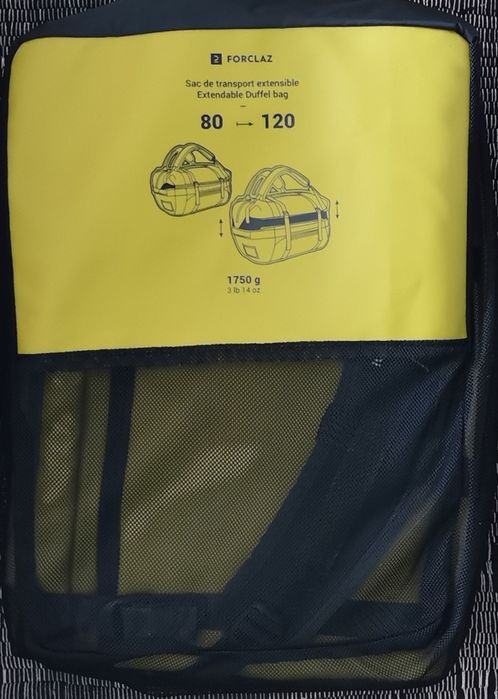 FORCLAZ
Sac de transport extensible
Extendable Duffel bag
80 ↦ 120
1750 g
3 lb 14 oz